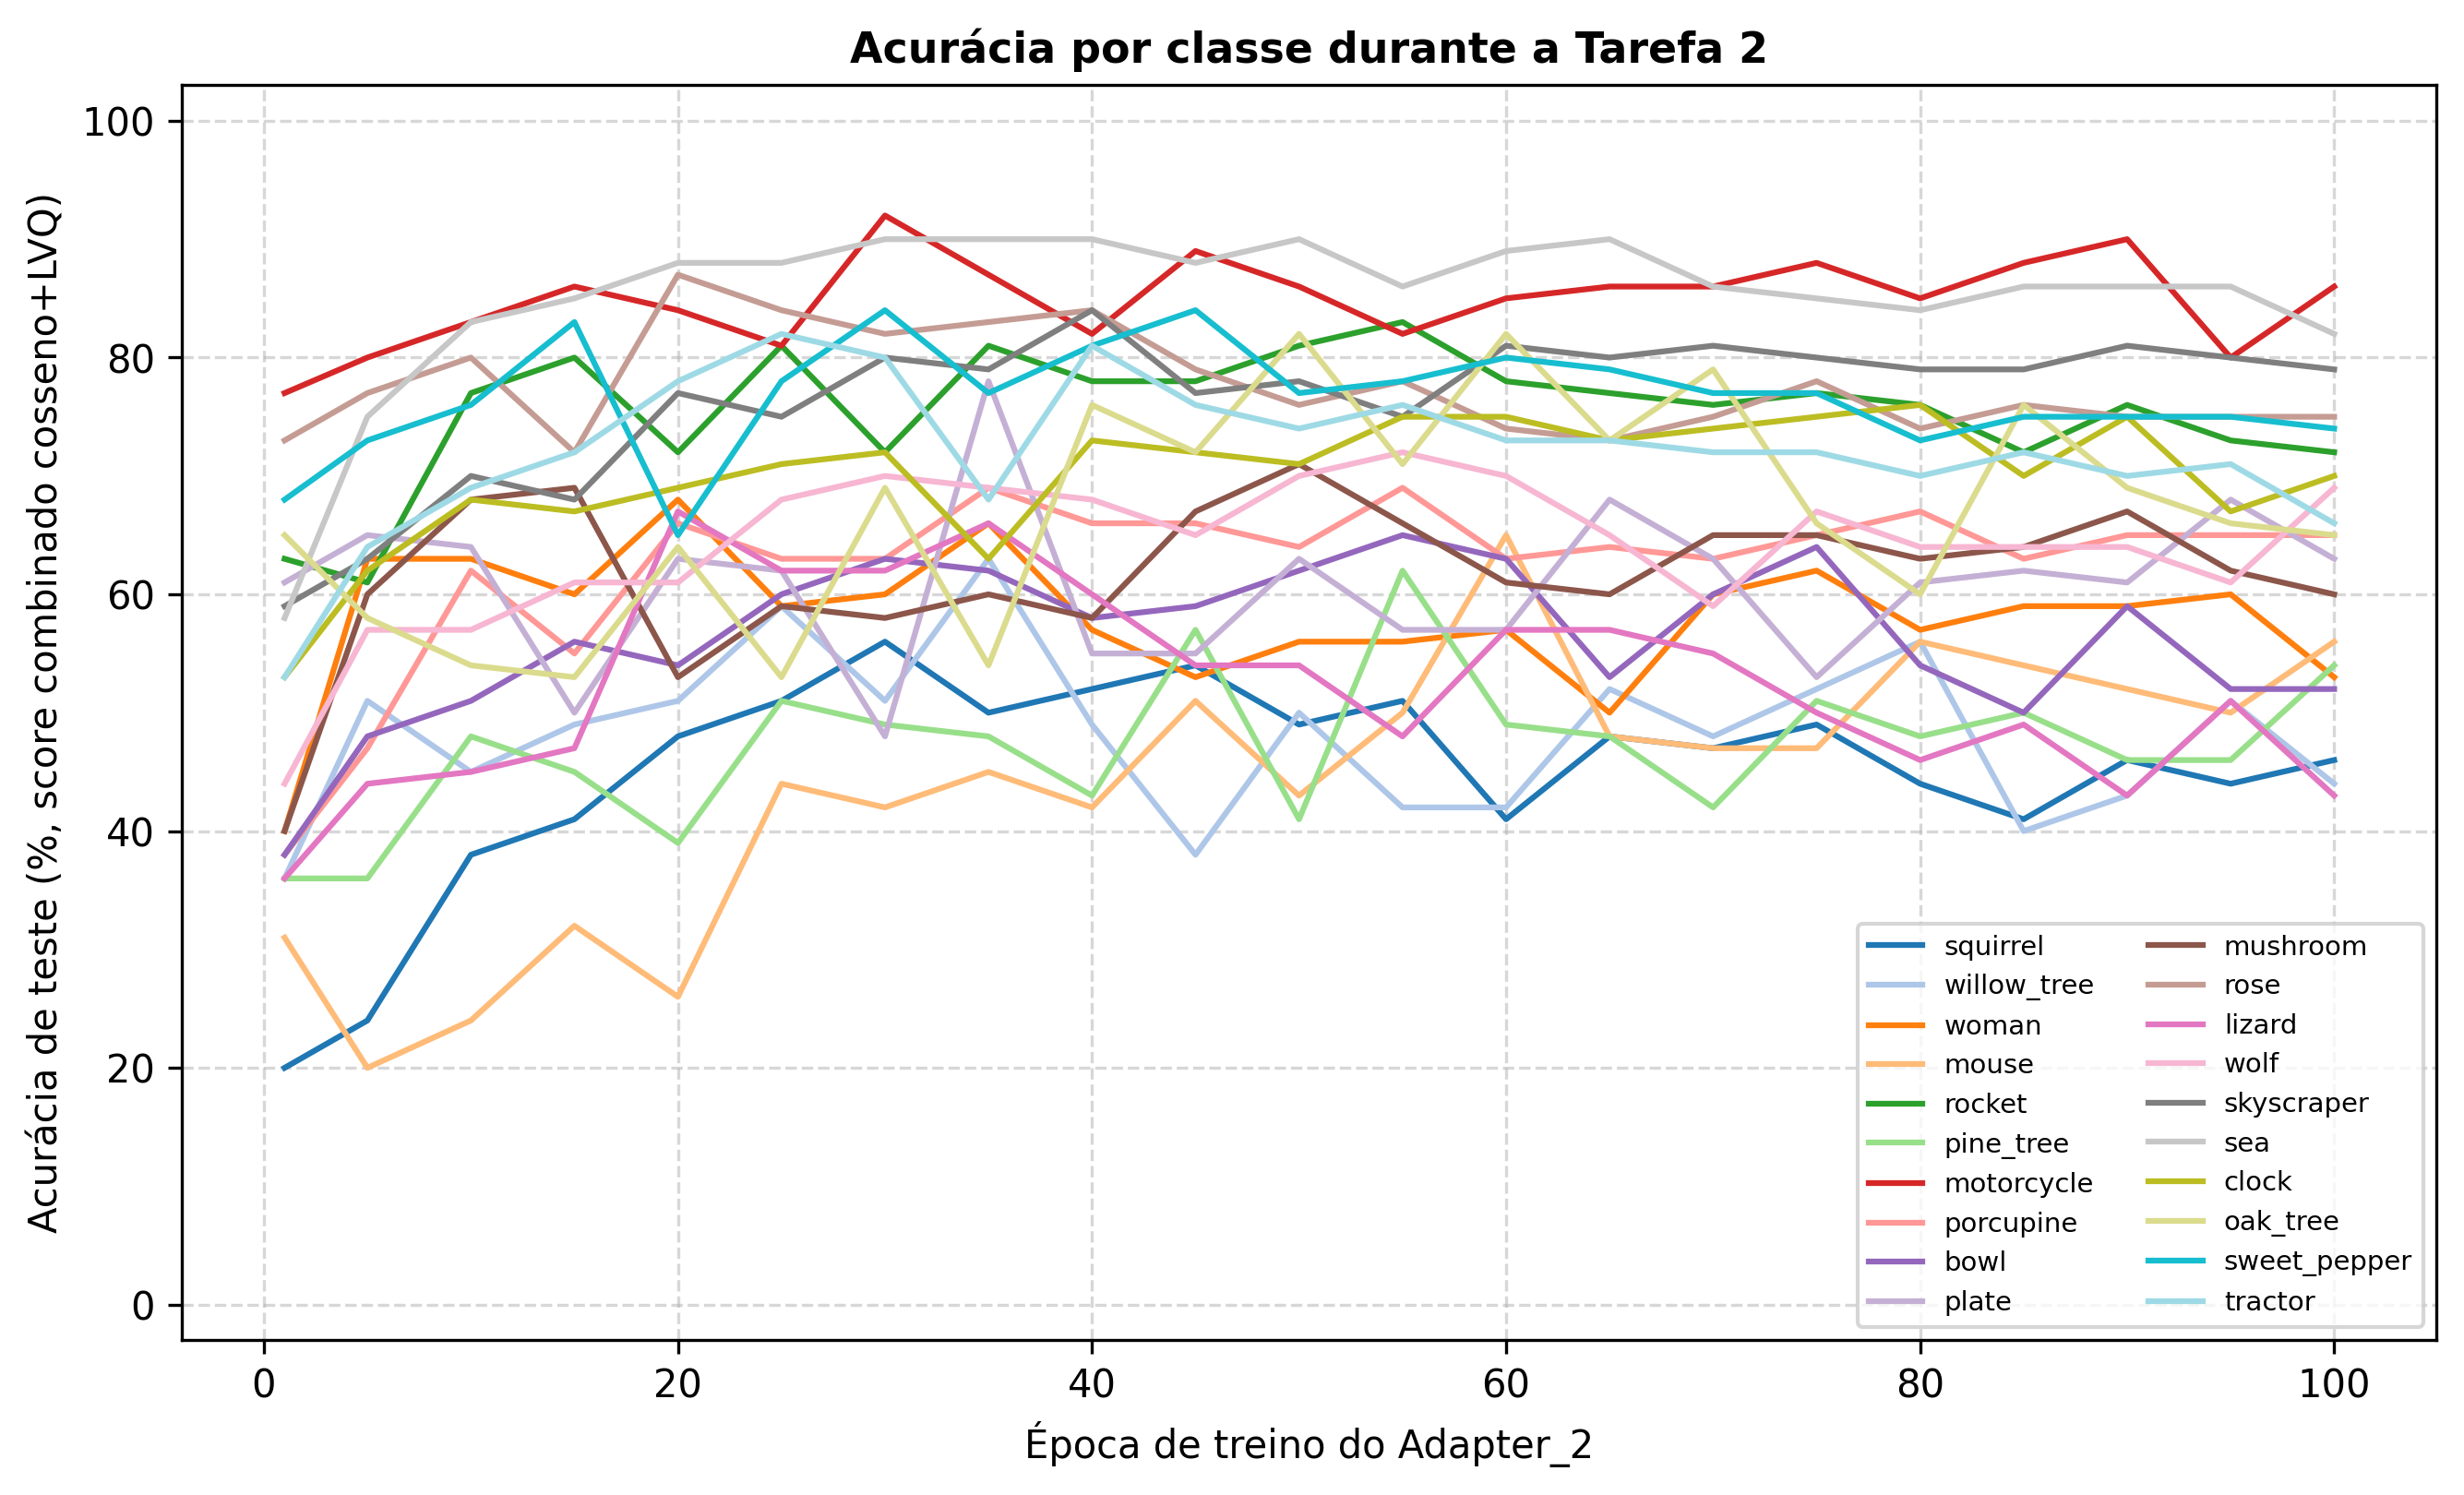 Acurácia por classe durante a Tarefa 2
Acurácia de teste (%, score combinado cosseno+LVQ)
100
80
60
40
20
0
0 20 40 60 80 100
Época de treino do Adapter_2
squirrel
willow_tree
woman
mouse
rocket
pine_tree
motorcycle
porcupine
bowl
plate
mushroom
rose
lizard
wolf
skyscraper
sea
clock
oak_tree
sweet_pepper
tractor